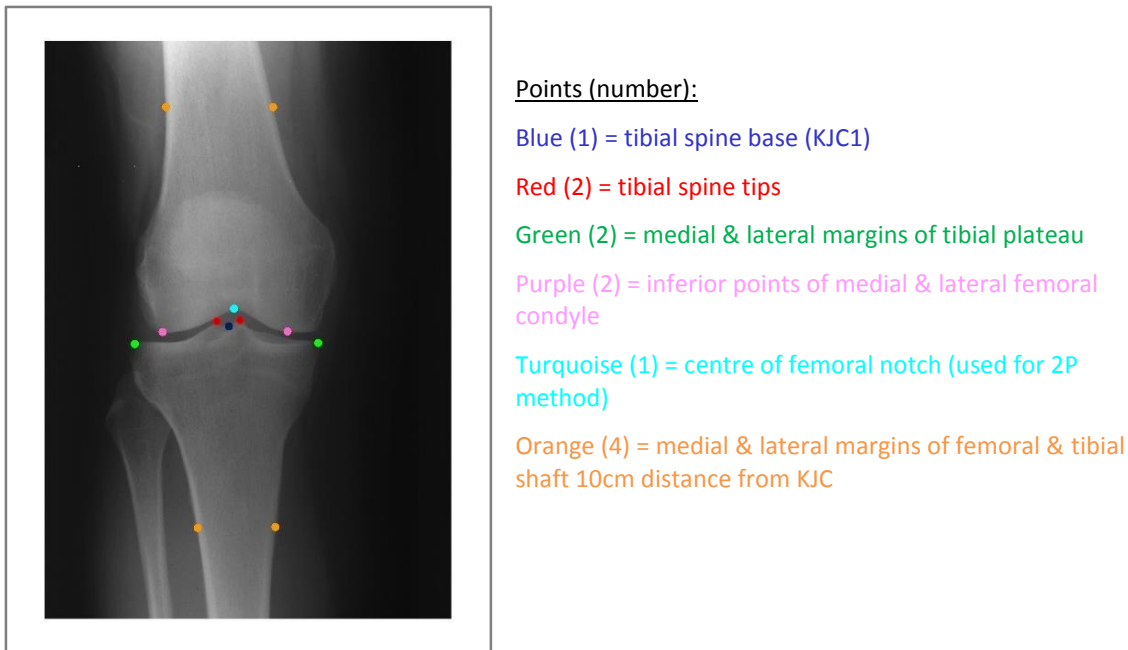 Points (number):
Blue (1) = tibial spine base (KJC1)
Red (2) = tibial spine tips
Green (2) = medial & lateral margins of tibial plateau
Purple (2) = inferior points of medial & lateral femoral
condyle
Turquoise (1) = centre of femoral notch (used for 2P
method)
Orange (4) = medial & lateral margins of femoral & tibial
shaft 10cm distance from KJC